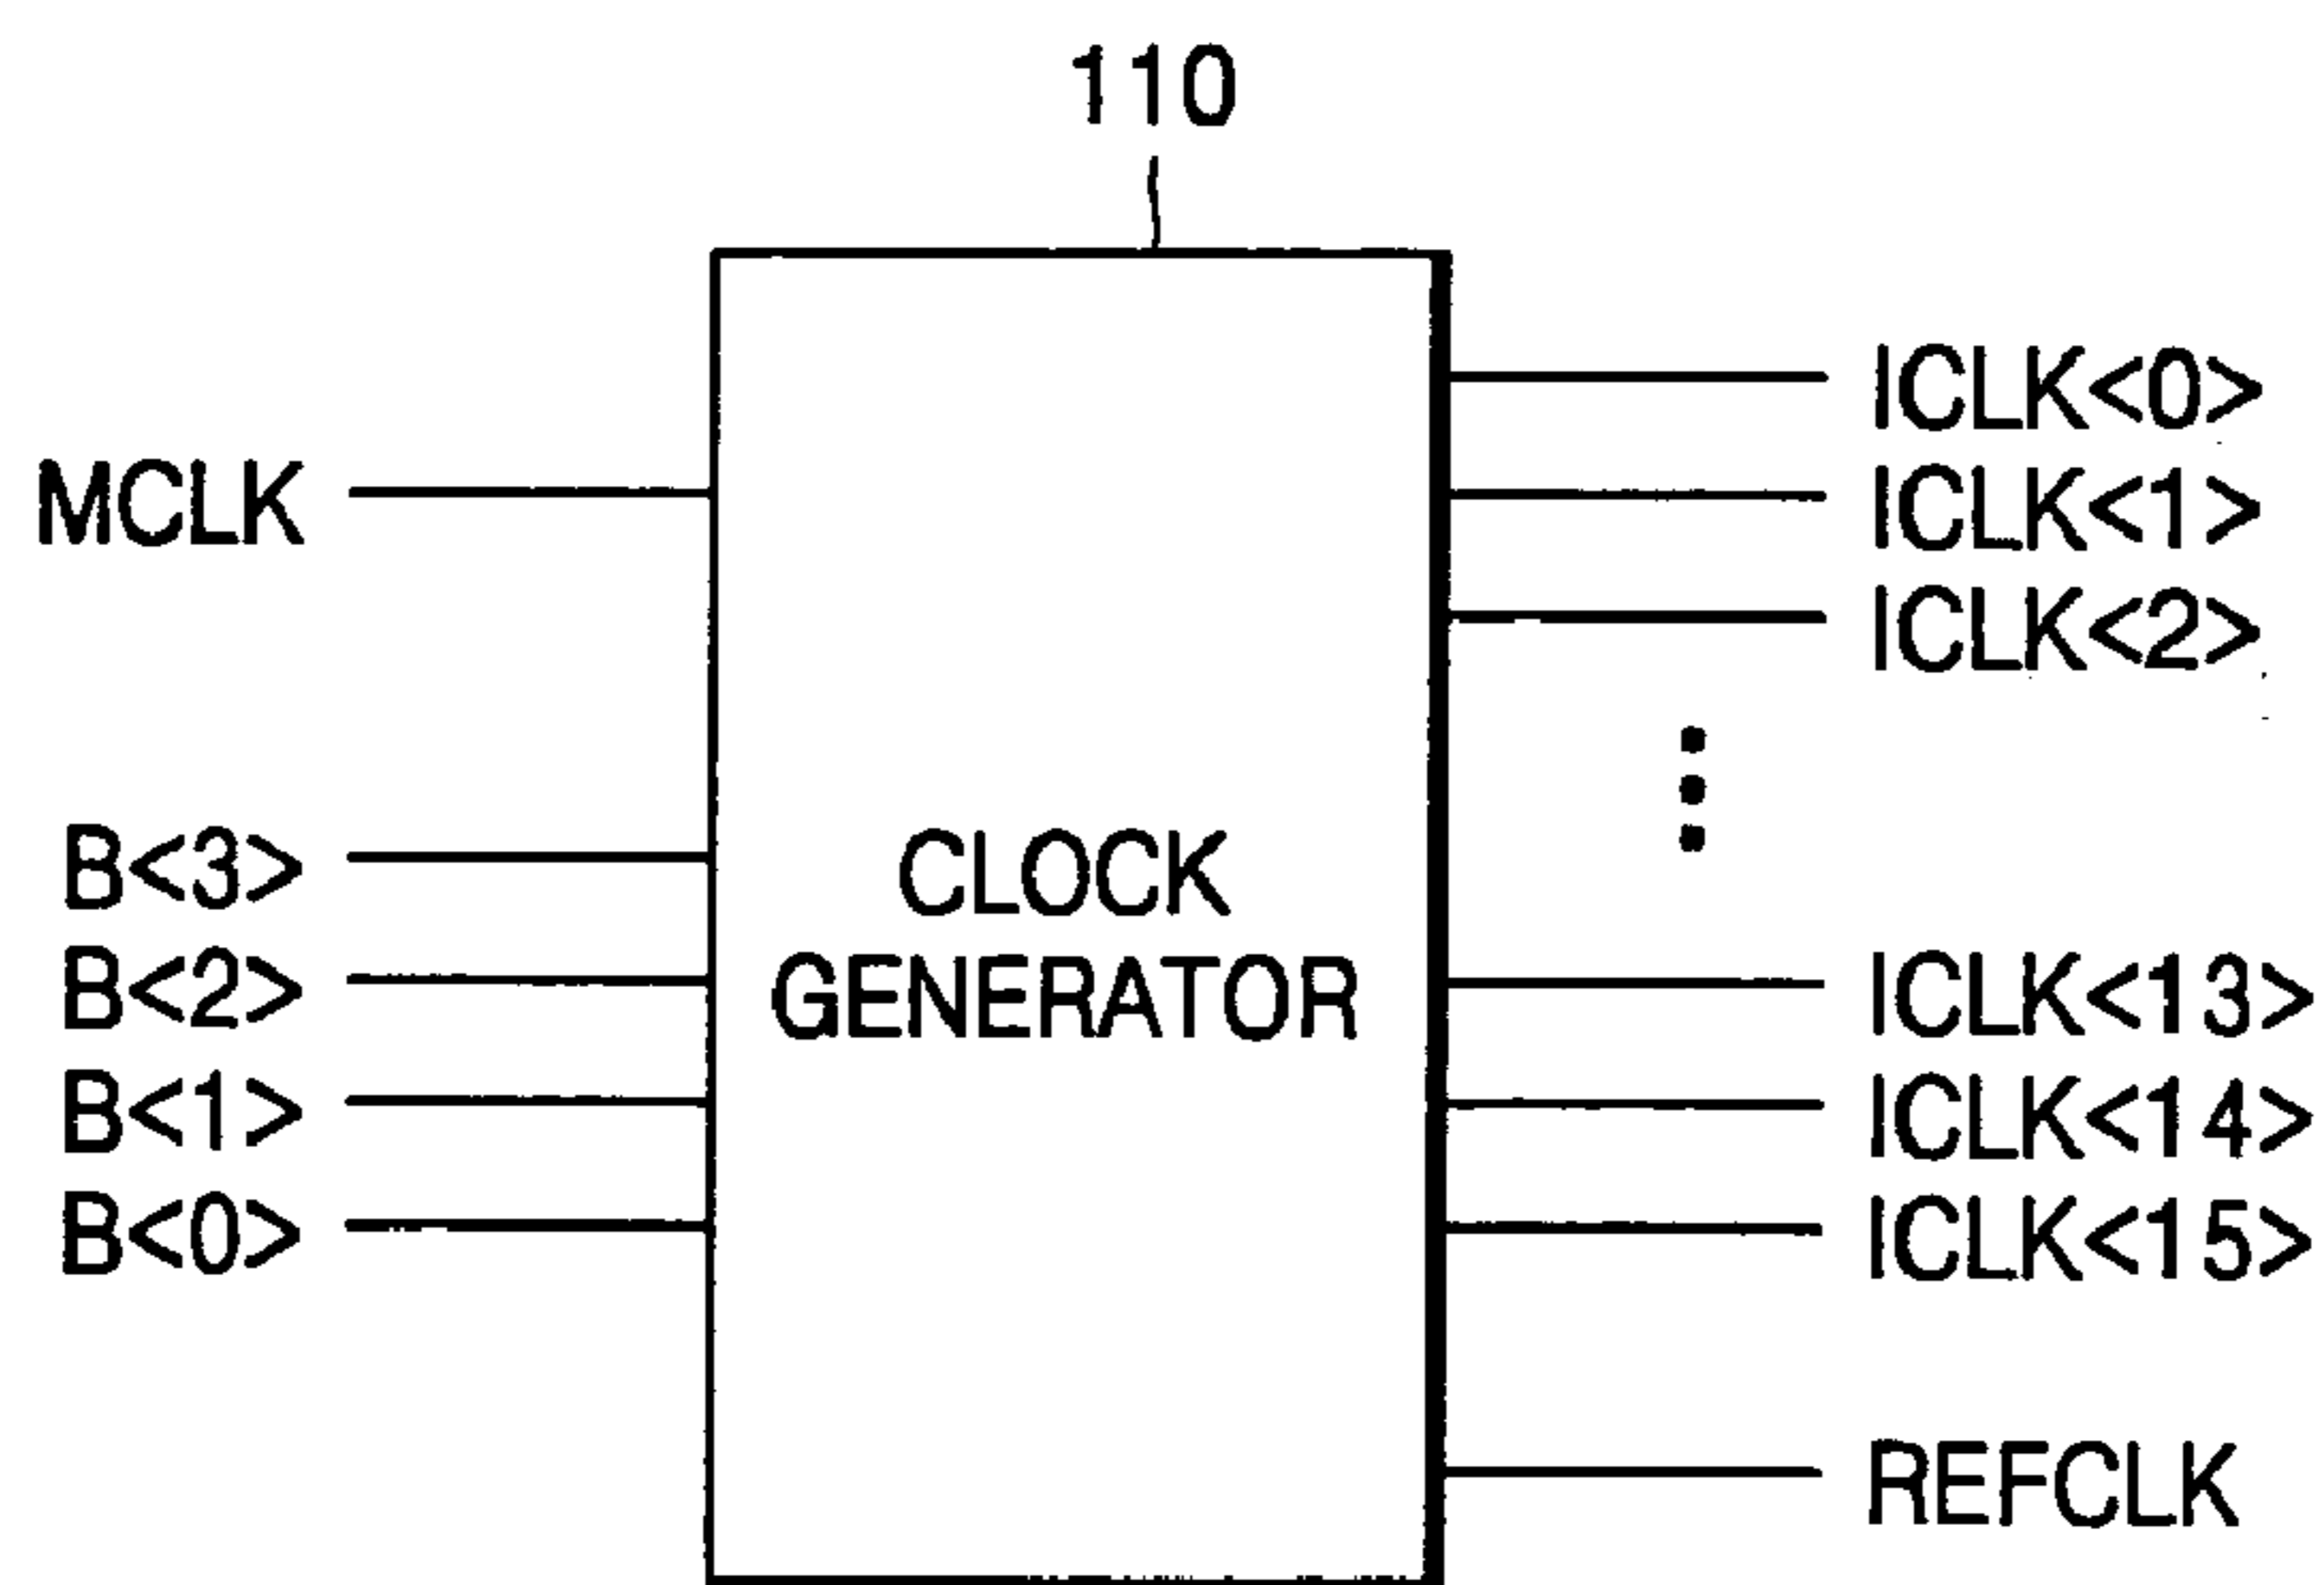 110
MCLK
B<3>
B<2>
B<1>
B<0>
CLOCK
GENERATOR
ICLK<0>
ICLK<1>
ICLK<2>
ICLK<13>
ICLK<14>
ICLK<15>
REFCLK